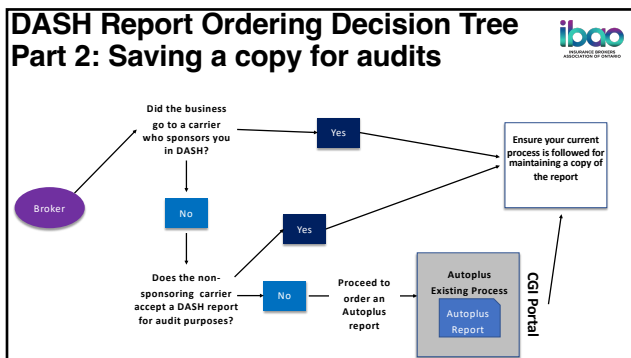 DASH Report Ordering Decision Tree
Part 2: Saving a copy for audits
ibao
INSURANCE BROKERS
ASSOCIATION OF ONTARIO
Did the business
go to a carrier
who sponsors you
in DASH?
Yes
Ensure your current
process is followed for
maintaining a copy of
the report
Broker
No
Yes
Does the non-
sponsoring carrier
accept a DASH report
for audit purposes?
No
Proceed to
order an
Autoplus
report
Autoplus
Existing Process
Autoplus
Report
CGI Portal